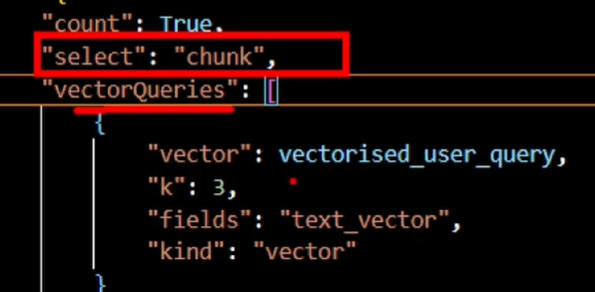 "count": True,
"select": "chunk",
"vectorQueries": [
{
"vector": vectorised_user_query,
"k": 3,
"fields": "text_vector",
"kind": "vector"
}